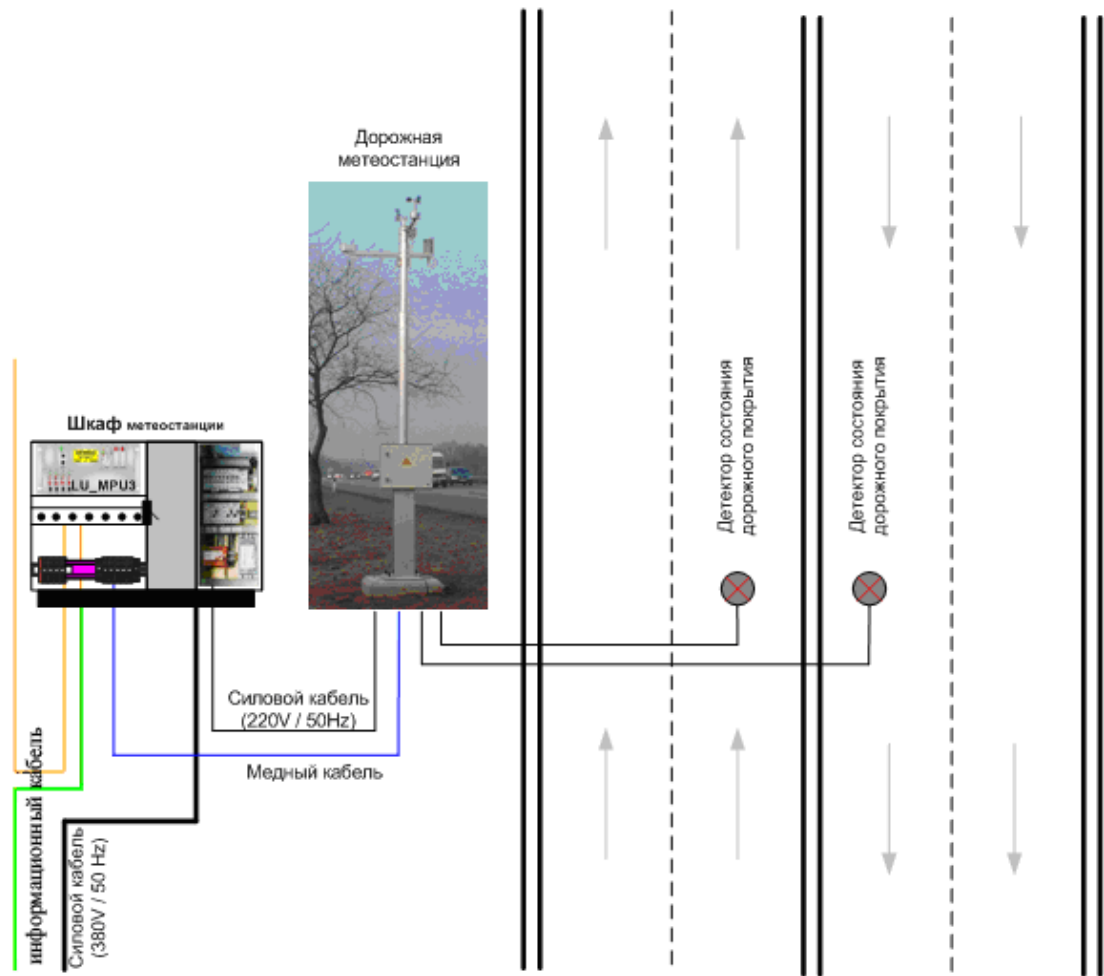 Дорожная
метеостанция
Шкаф метеостанции
LU_MPU3
Детектор состояния
дорожного покрытия
Детектор состояния
дорожного покрытия
Силовой кабель
(220V / 50Hz)
Медный кабель
информационный кабель
Силовой кабель
(380V / 50 Hz)